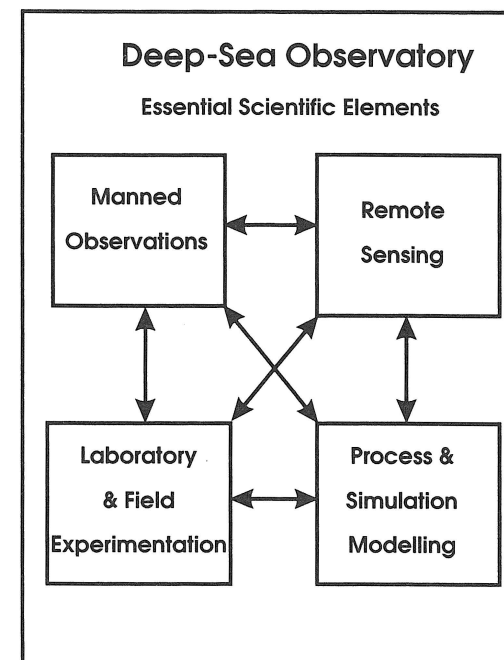 Deep-Sea Observatory
Essential Scientific Elements
Manned
Observations
Remote
Sensing
Laboratory
& Field
Experimentation
Process &
Simulation
Modelling